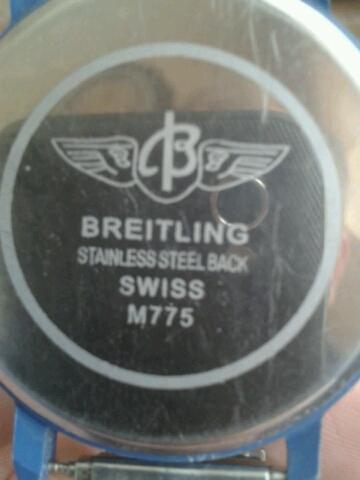 B
BREITLING
STAINLESS STEEL BACK
SWISS
M775